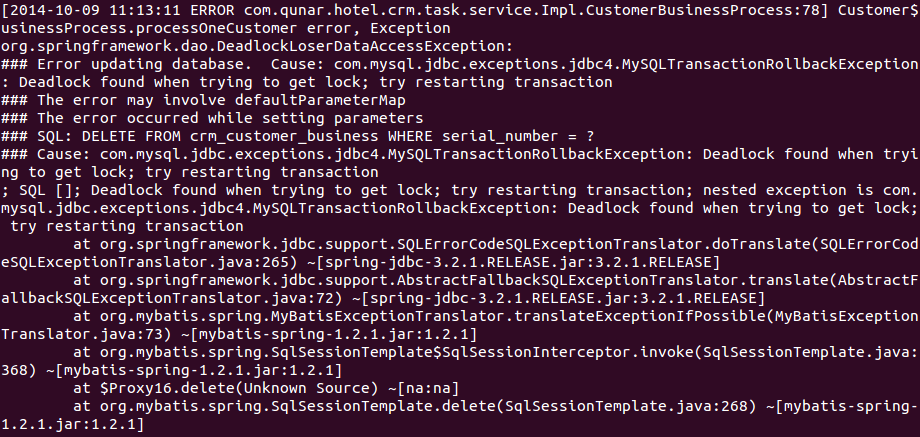 [2014-10-09 11:13:11 ERROR com.qunar.hotel.crm.task.service.Impl.CustomerBusinessProcess:78] Customer$
usinessProcess.processOneCustomer error, Exception
org.springframework.dao.DeadlockLoserDataAccessException:
### Error updating database.  Cause: com.mysql.jdbc.exceptions.jdbc4.MySQLTransactionRollbackException
: Deadlock found when trying to get lock; try restarting transaction
### The error may involve defaultParameterMap
### The error occurred while setting parameters
### SQL: DELETE FROM crm_customer_business WHERE serial_number = ?
### Cause: com.mysql.jdbc.exceptions.jdbc4.MySQLTransactionRollbackException: Deadlock found when tryi
ng to get lock; try restarting transaction
; SQL []; Deadlock found when trying to get lock; try restarting transaction; nested exception is com.
mysql.jdbc.exceptions.jdbc4.MySQLTransactionRollbackException: Deadlock found when trying to get lock;
 try restarting transaction
        at org.springframework.jdbc.support.SQLErrorCodeSQLExceptionTranslator.doTranslate(SQLErrorCod
eSQLExceptionTranslator.java:265) ~[spring-jdbc-3.2.1.RELEASE.jar:3.2.1.RELEASE]
        at org.springframework.jdbc.support.AbstractFallbackSQLExceptionTranslator.translate(AbstractF
allbackSQLExceptionTranslator.java:72) ~[spring-jdbc-3.2.1.RELEASE.jar:3.2.1.RELEASE]
        at org.mybatis.spring.MyBatisExceptionTranslator.translateExceptionIfPossible(MyBatisException
Translator.java:73) ~[mybatis-spring-1.2.1.jar:1.2.1]
        at org.mybatis.spring.SqlSessionTemplate$SqlSessionInterceptor.invoke(SqlSessionTemplate.java:
368) ~[mybatis-spring-1.2.1.jar:1.2.1]
        at $Proxy16.delete(Unknown Source) ~[na:na]
        at org.mybatis.spring.SqlSessionTemplate.delete(SqlSessionTemplate.java:268) ~[mybatis-spring-
1.2.1.jar:1.2.1]